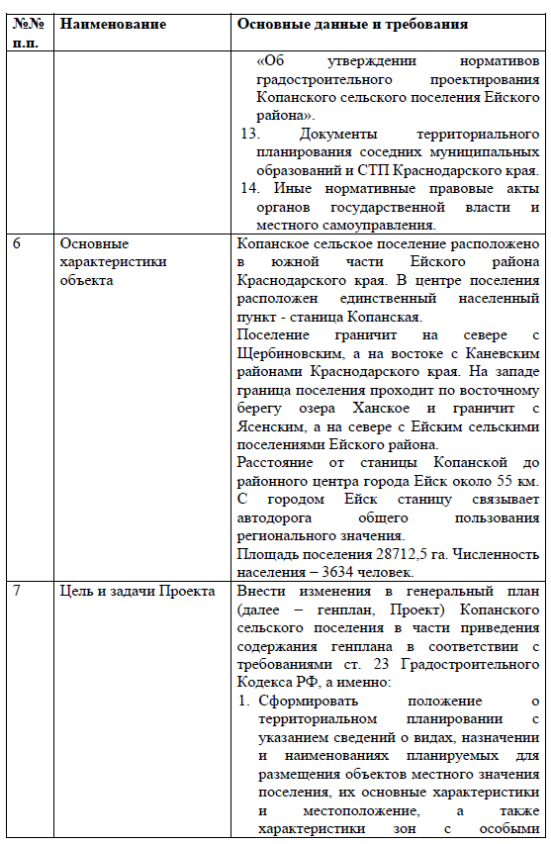 №№ Наименование Основные данные и требования
п.п.
«Об утверждении нормативов
градостроительного проектирования
Копанского сельского поселения Ейского
района».
13. Документы территориального
планирования соседних муниципальных
образований и СТП Краснодарского края.
14. Иные нормативные правовые акты
органов государственной власти и
местного самоуправления.
6 Основные Копанское сельское поселение расположено
характеристики в южной части Ейского района
объекта Краснодарского края. В центре поселения
расположен единственный населенный
пункт - станица Копанская.
Поселение граничит на севере с
Щербиновским, а на востоке с Каневским
районами Краснодарского края. На западе
граница поселения проходит по восточному
берегу озера Ханское и граничит с
Ясенским, а на севере с Ейским сельскими
поселениями Ейского района.
Расстояние от станицы Копанской до
районного центра города Ейск около 55 км.
С городом Ейск станицу связывает
автодорога общего пользования
регионального значения.
Площадь поселения 28712,5 га. Численность
населения – 3634 человек.
7 Цель и задачи Проекта Внести изменения в генеральный план
(далее – генплан, Проект) Копанского
сельского поселения в части приведения
содержания генплана в соответствии с
требованиями ст. 23 Градостроительного
Кодекса РФ, а именно:
1. Сформировать положение о
территориальном планировании с
указанием сведений о видах, назначении
и наименованиях планируемых для
размещения объектов местного значения
поселения, их основные характеристики
и местоположение, а также
характеристики зон с особыми